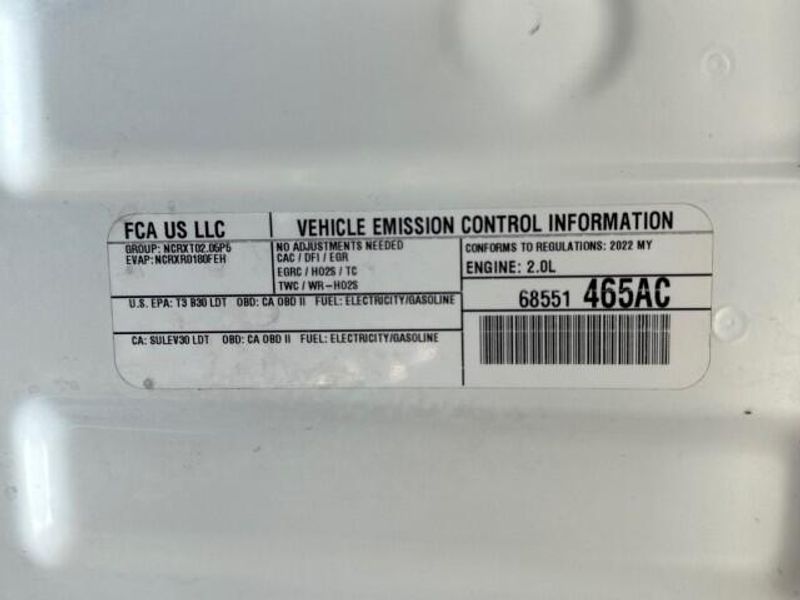 FCA US LLC
VEHICLE EMISSION CONTROL INFORMATION
GROUP: NCRXT02.05P5
EVAP: NCRXR0180FEH
NO ADJUSTMENTS NEEDED
CAC / DFI / EGR
EGRC / HO2S / TC
TWC / WR-HO2S
CONFORMS TO REGULATIONS: 2022 MY
ENGINE: 2.0L
U.S. EPA: T3 B30 LDT OBD: CA OBD II FUEL: ELECTRICITY/GASOLINE
68551 465AC
CA: SULEV30 LDT OBD: CA OBD II FUEL: ELECTRICITY/GASOLINE